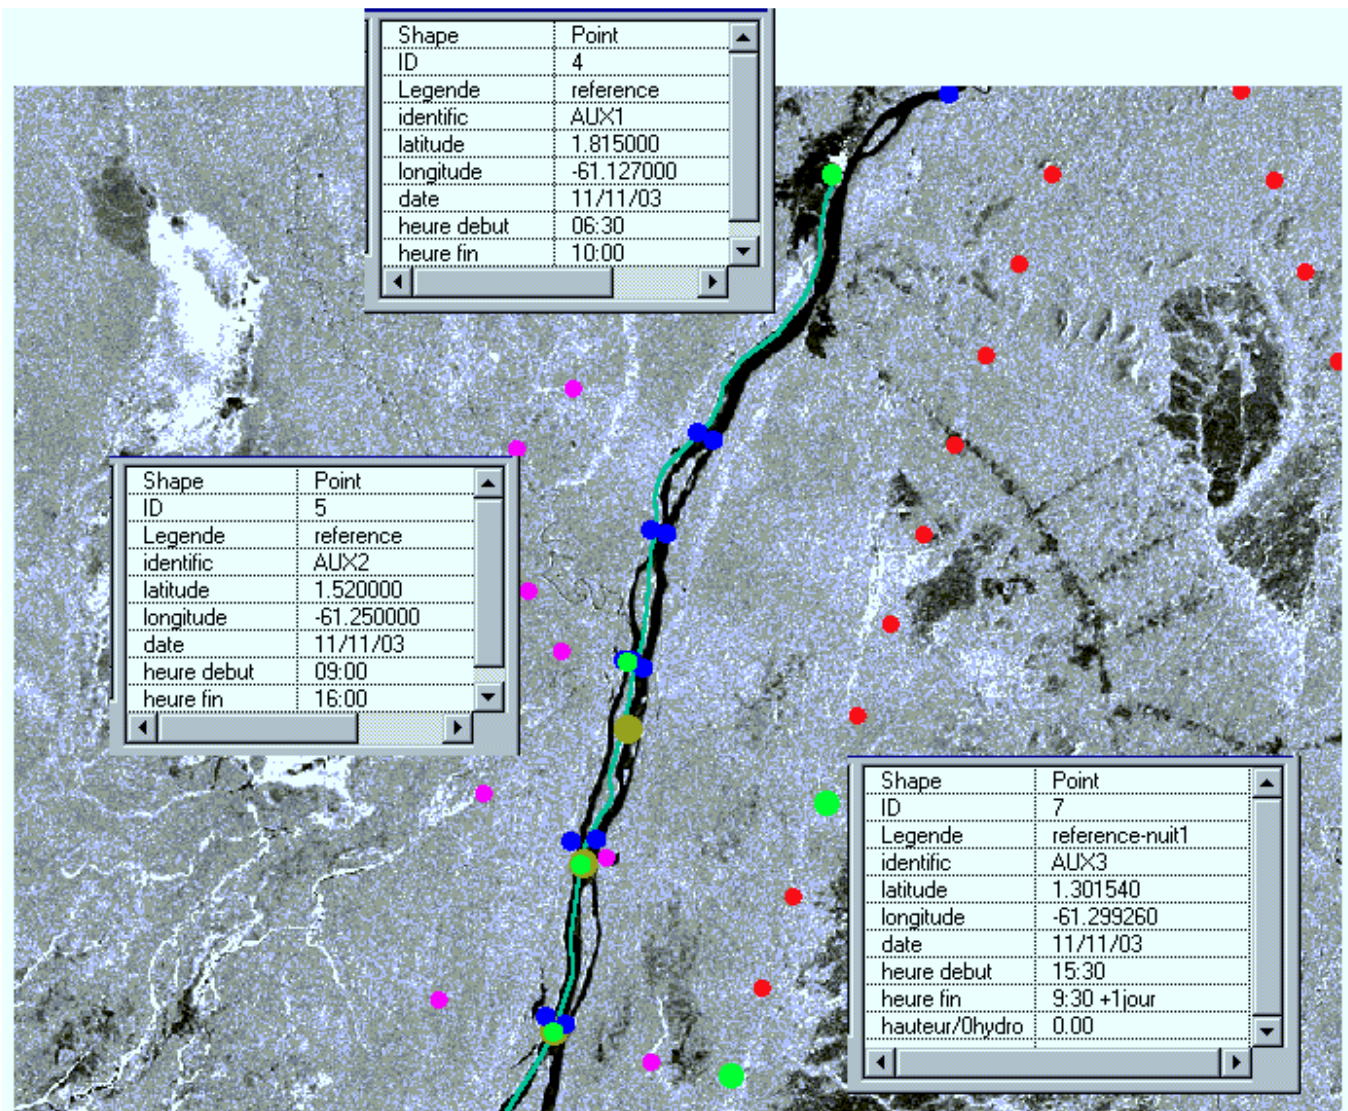 Shape Point
ID 4
Legende reference
identific AUX1
latitude 1.815000
longitude -61.127000
date 11/11/03
heure debut 06:30
heure fin 10:00
Shape Point
ID 5
Legende reference
identific AUX2
latitude 1.520000
longitude -61.250000
date 11/11/03
heure debut 09:00
heure fin 16:00
Shape Point
ID 7
Legende reference-nuit1
identific AUX3
latitude 1.301540
longitude -61.299260
date 11/11/03
heure debut 15:30
heure fin 9:30 +1jour
hauteur/0hydro 0.00